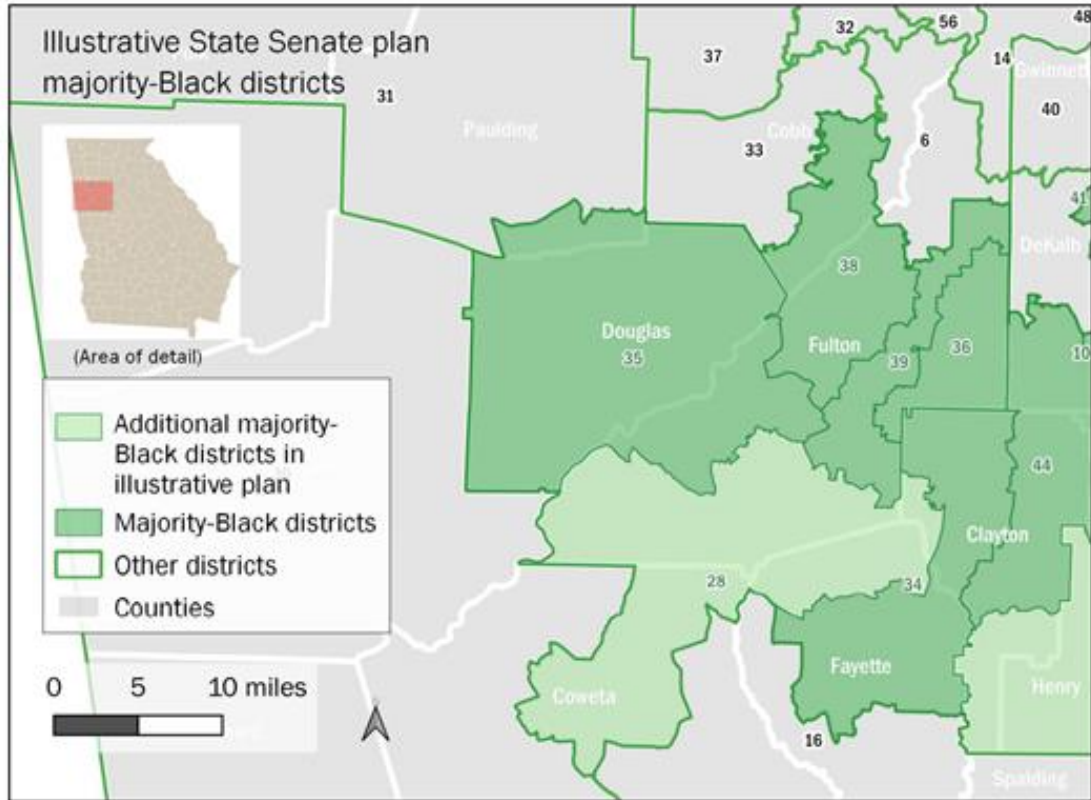 Illustrative State Senate plan
majority-Black districts
(Area of detail)
Additional majority-
Black districts in
illustrative plan
Majority-Black districts
Other districts
Counties
0 5 10 miles
31
Paulding
37
32
56
48
14
Gwinnett
40
Cobb
33
6
41
DeKalb
38
Douglas
35
Fulton
39
36
10
44
Clayton
28
34
Fayette
Coweta
Henry
16
Spalding